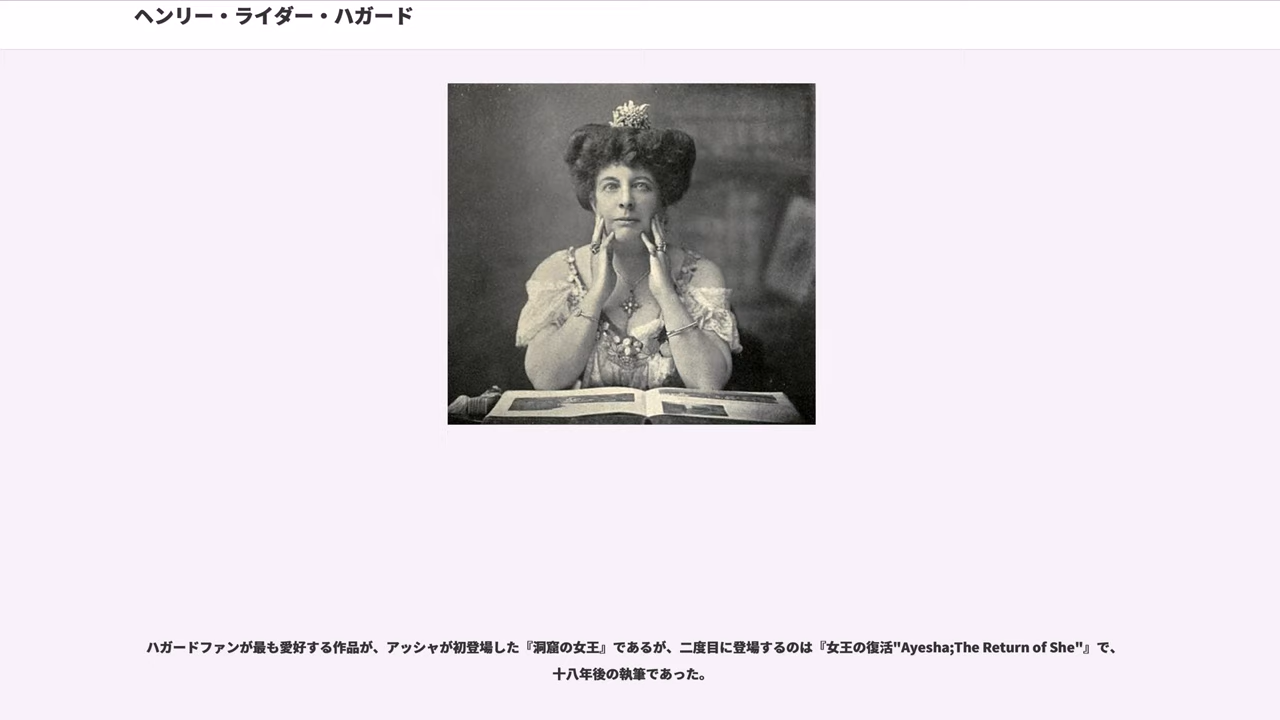 ヘンリー・ライダー・ハガード
ハガードファンが最も愛好する作品が、アッシャが初登場した『洞窟の女王』であるが、二度目に登場するのは『女王の復活"Ayesha;The Return of She"』で、
十八年後の執筆であった。